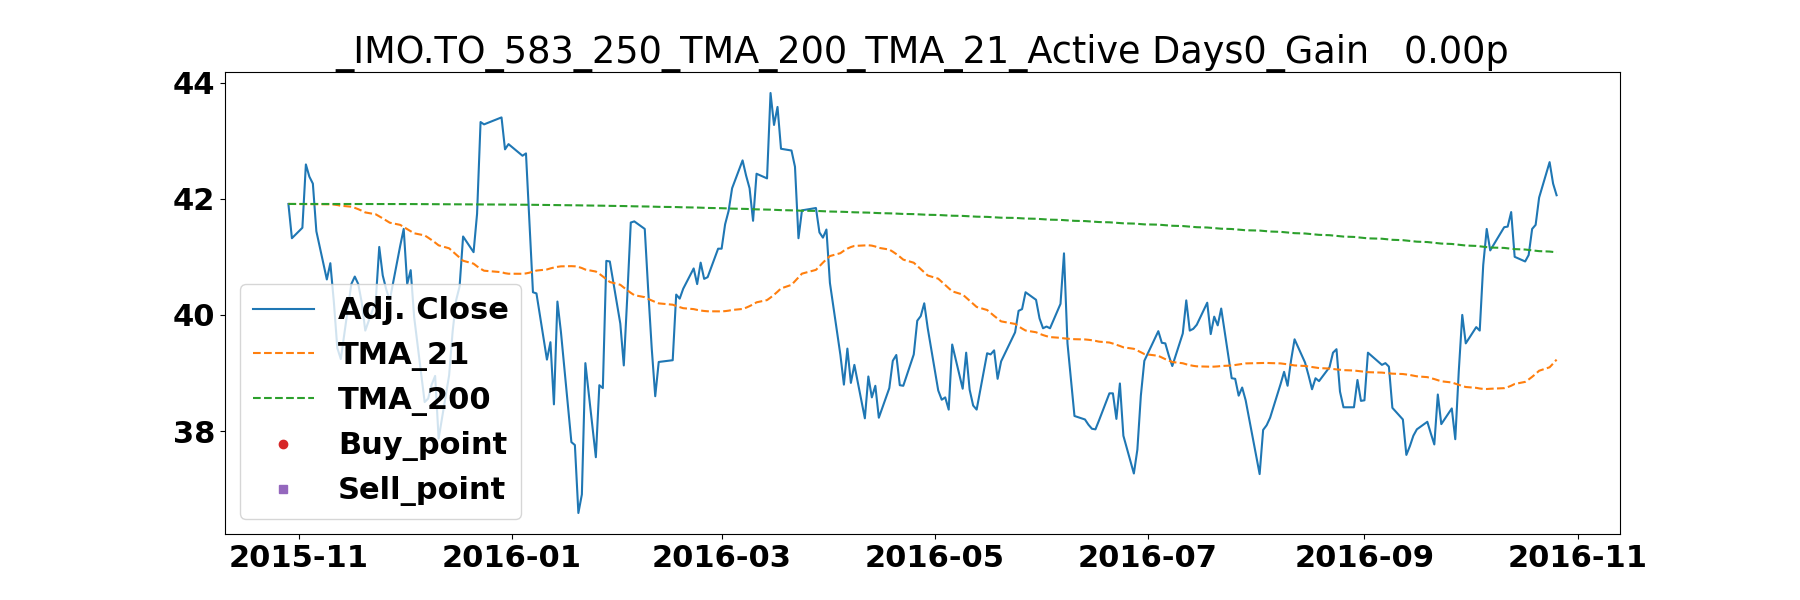 _IMO.TO_583_250_TMA_200_TMA_21_Active Days0_Gain   0.00p
44
42
40
38
Adj. Close
TMA_21
TMA_200
Buy_point
Sell_point
2015-11 2016-01 2016-03 2016-05 2016-07 2016-09 2016-11